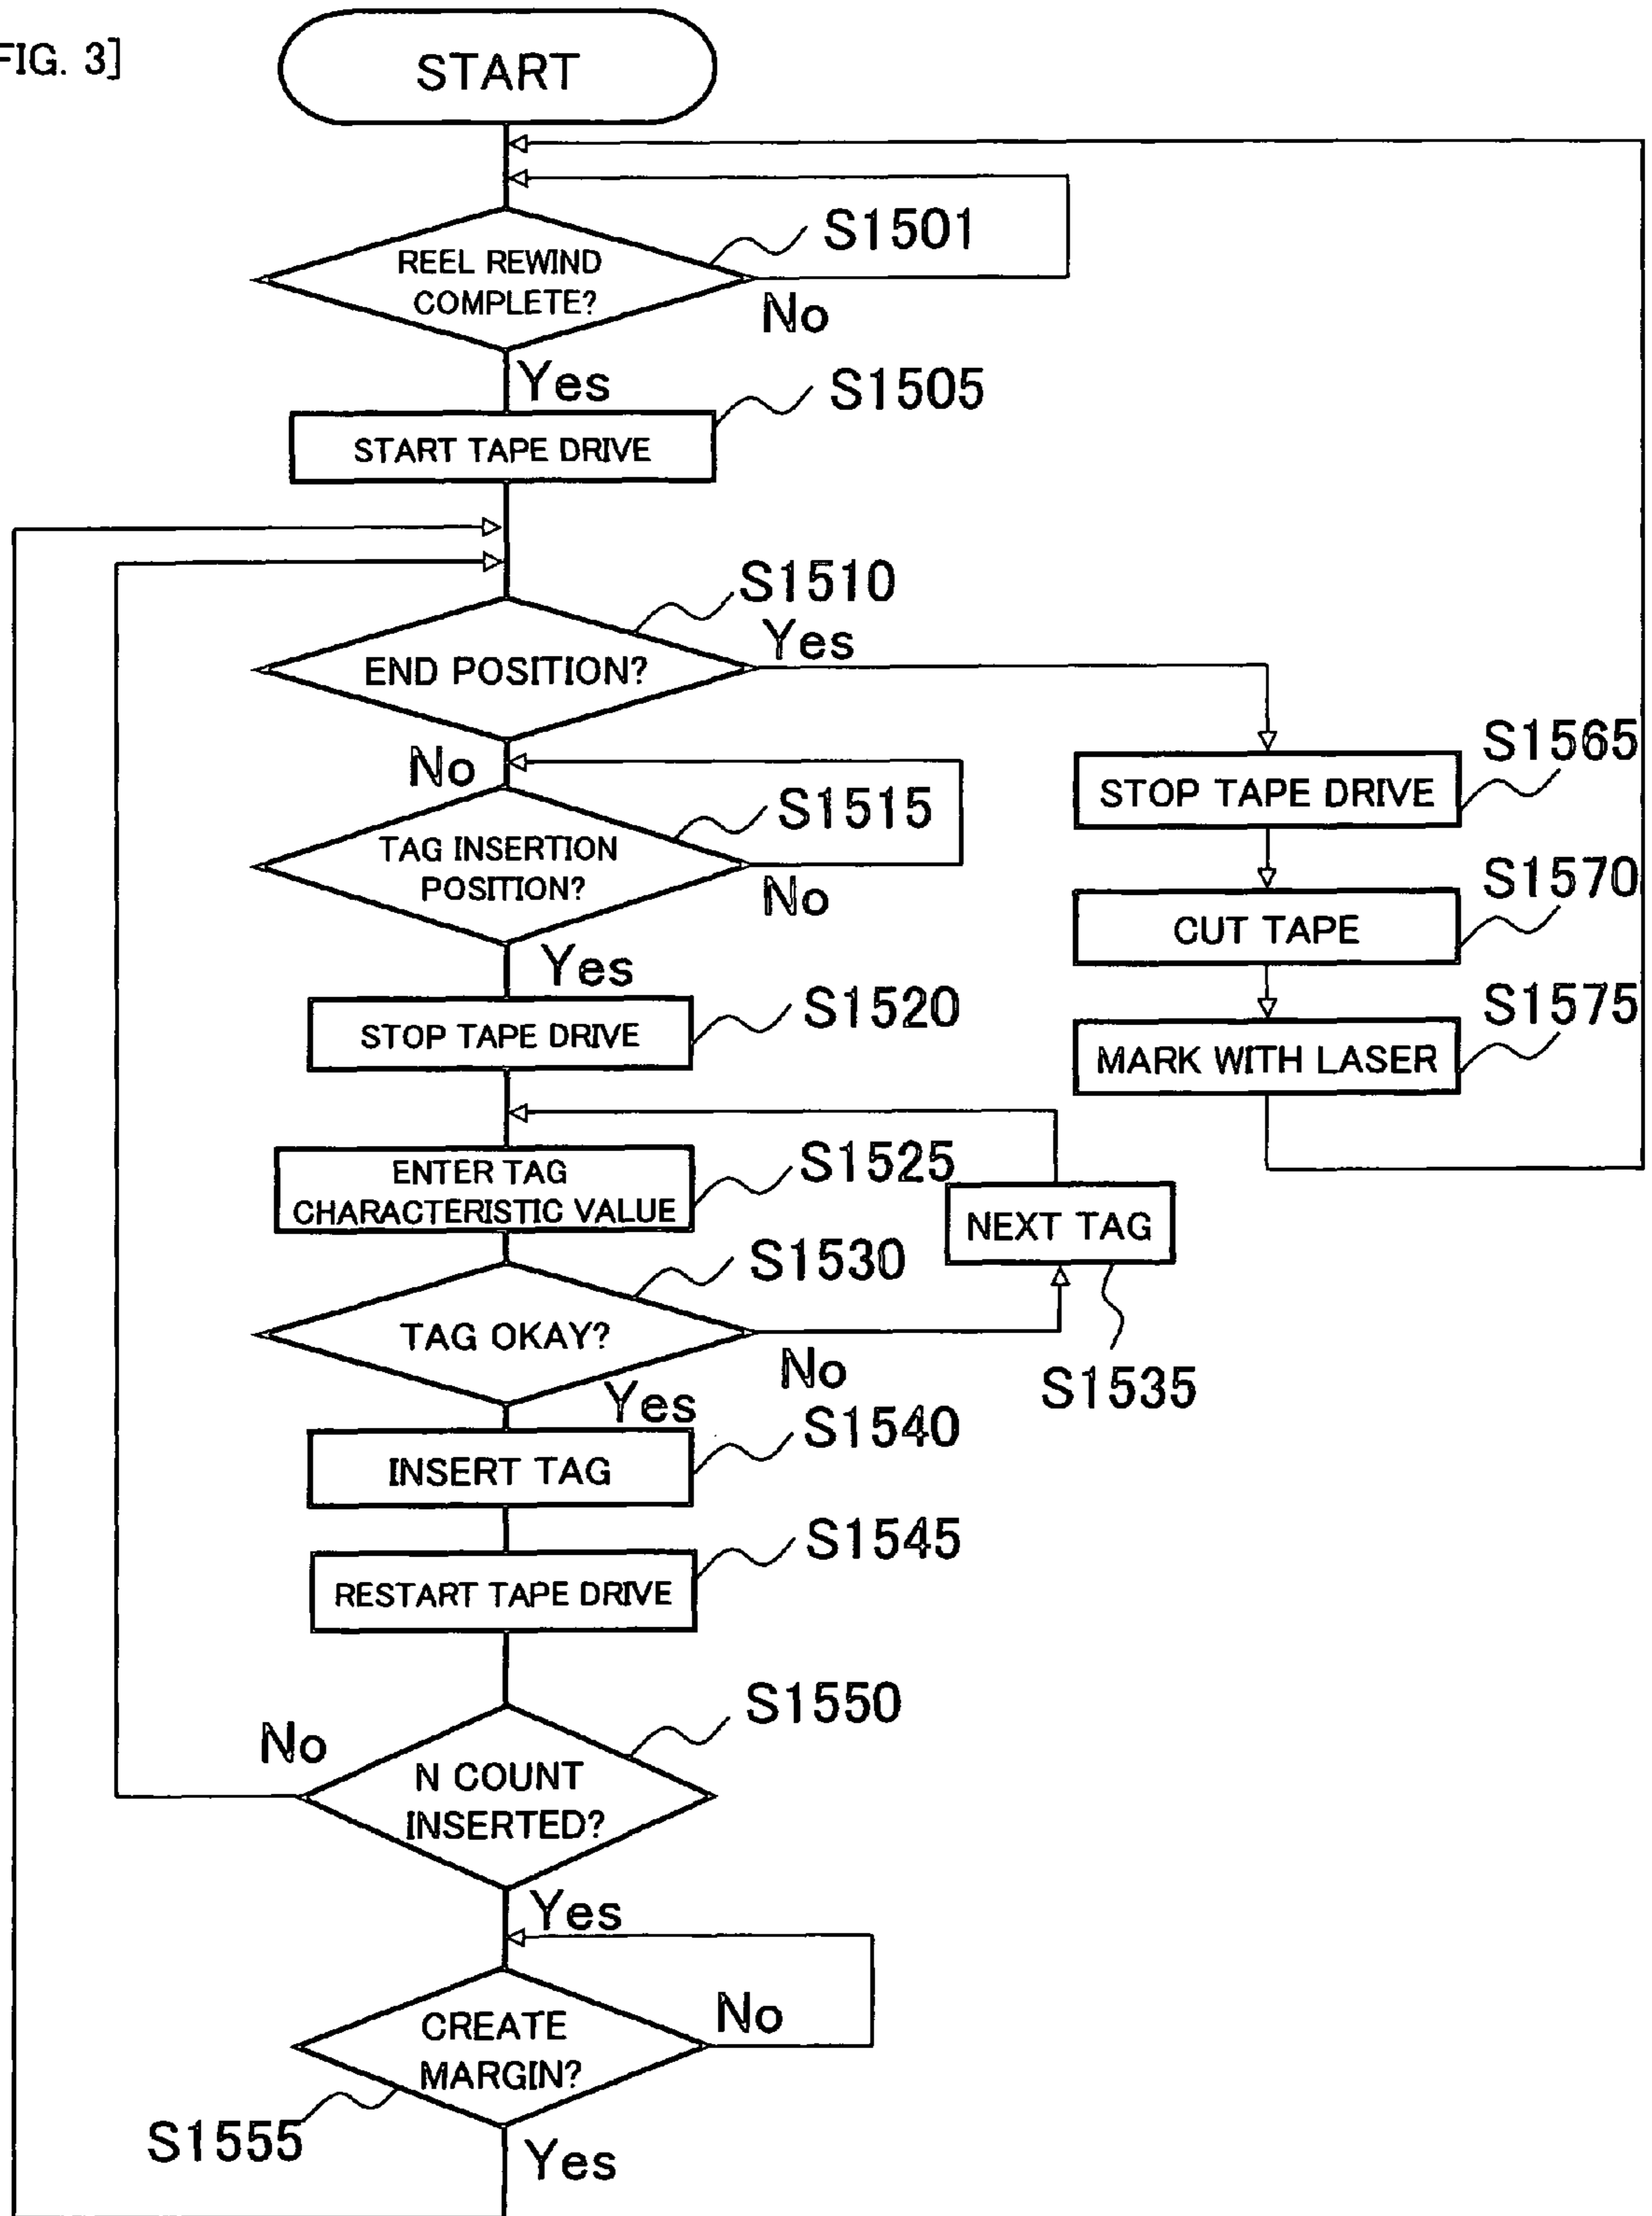 FIG. 3]
START
S1501
REEL REWIND
COMPLETE?
No
Yes
S1505
START TAPE DRIVE
S1510
Yes
END POSITION?
No
S1515
TAG INSERTION
POSITION?
No
Yes
S1520
STOP TAPE DRIVE
S1565
STOP TAPE DRIVE
S1570
CUT TAPE
S1575
MARK WITH LASER
S1525
ENTER TAG
CHARACTERISTIC VALUE
NEXT TAG
S1535
S1530
TAG OKAY?
No
Yes
S1540
INSERT TAG
S1545
RESTART TAPE DRIVE
S1550
No
N COUNT
INSERTED?
Yes
CREATE
MARGIN?
No
S1555
Yes